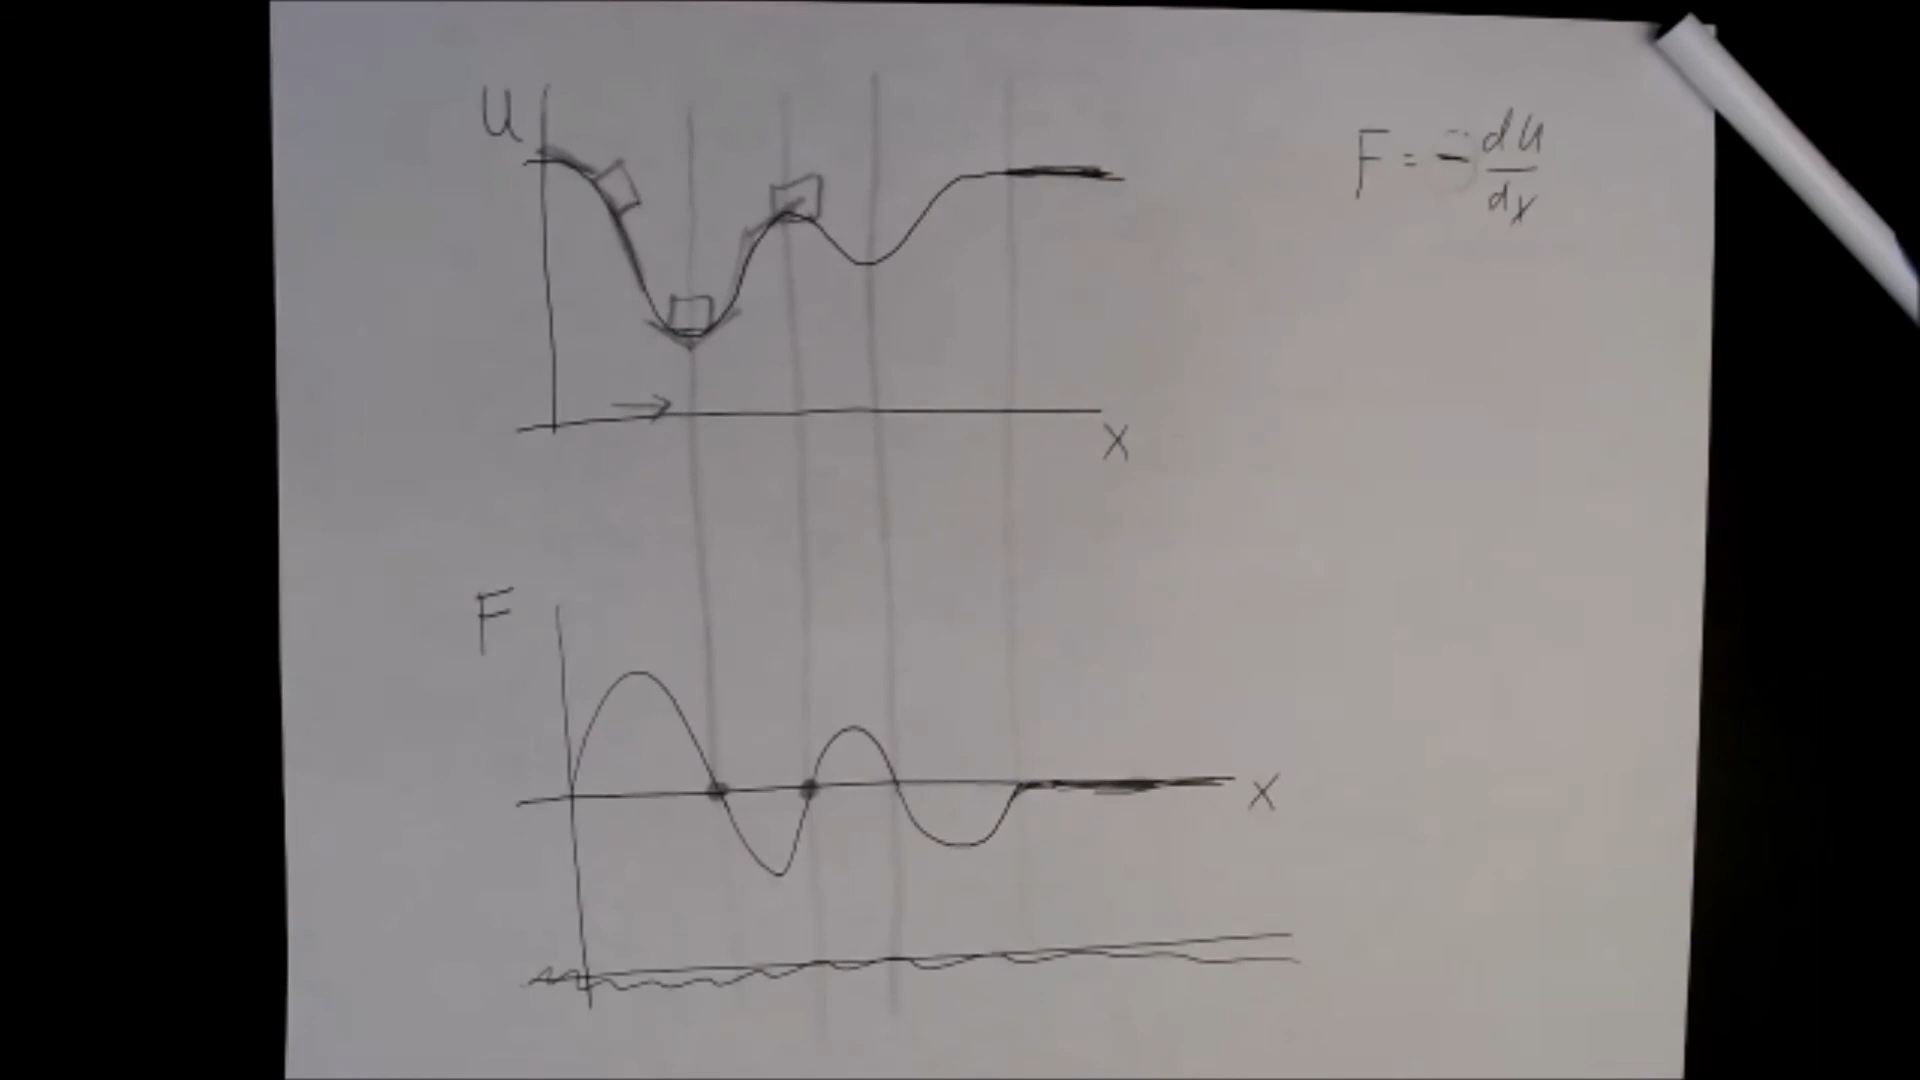 U
F = - dU/dx
X
F
X